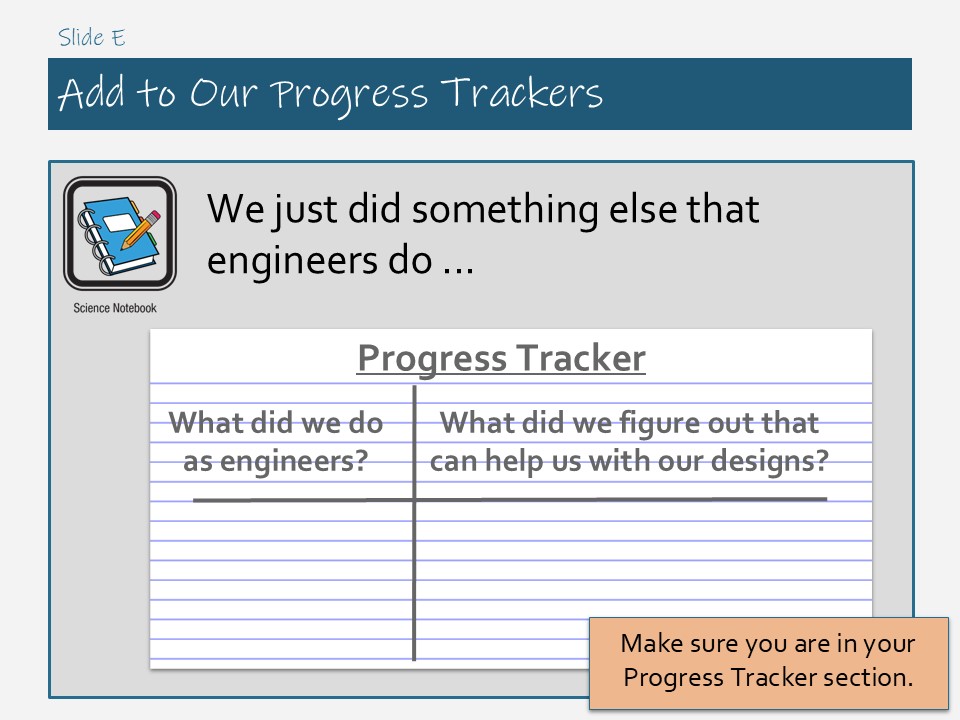 Slide E
Add to Our Progress Trackers
We just did something else that
engineers do ...
Science Notebook
Progress Tracker
What did we do
as engineers?
What did we figure out that
can help us with our designs?
Make sure you are in your
Progress Tracker section.